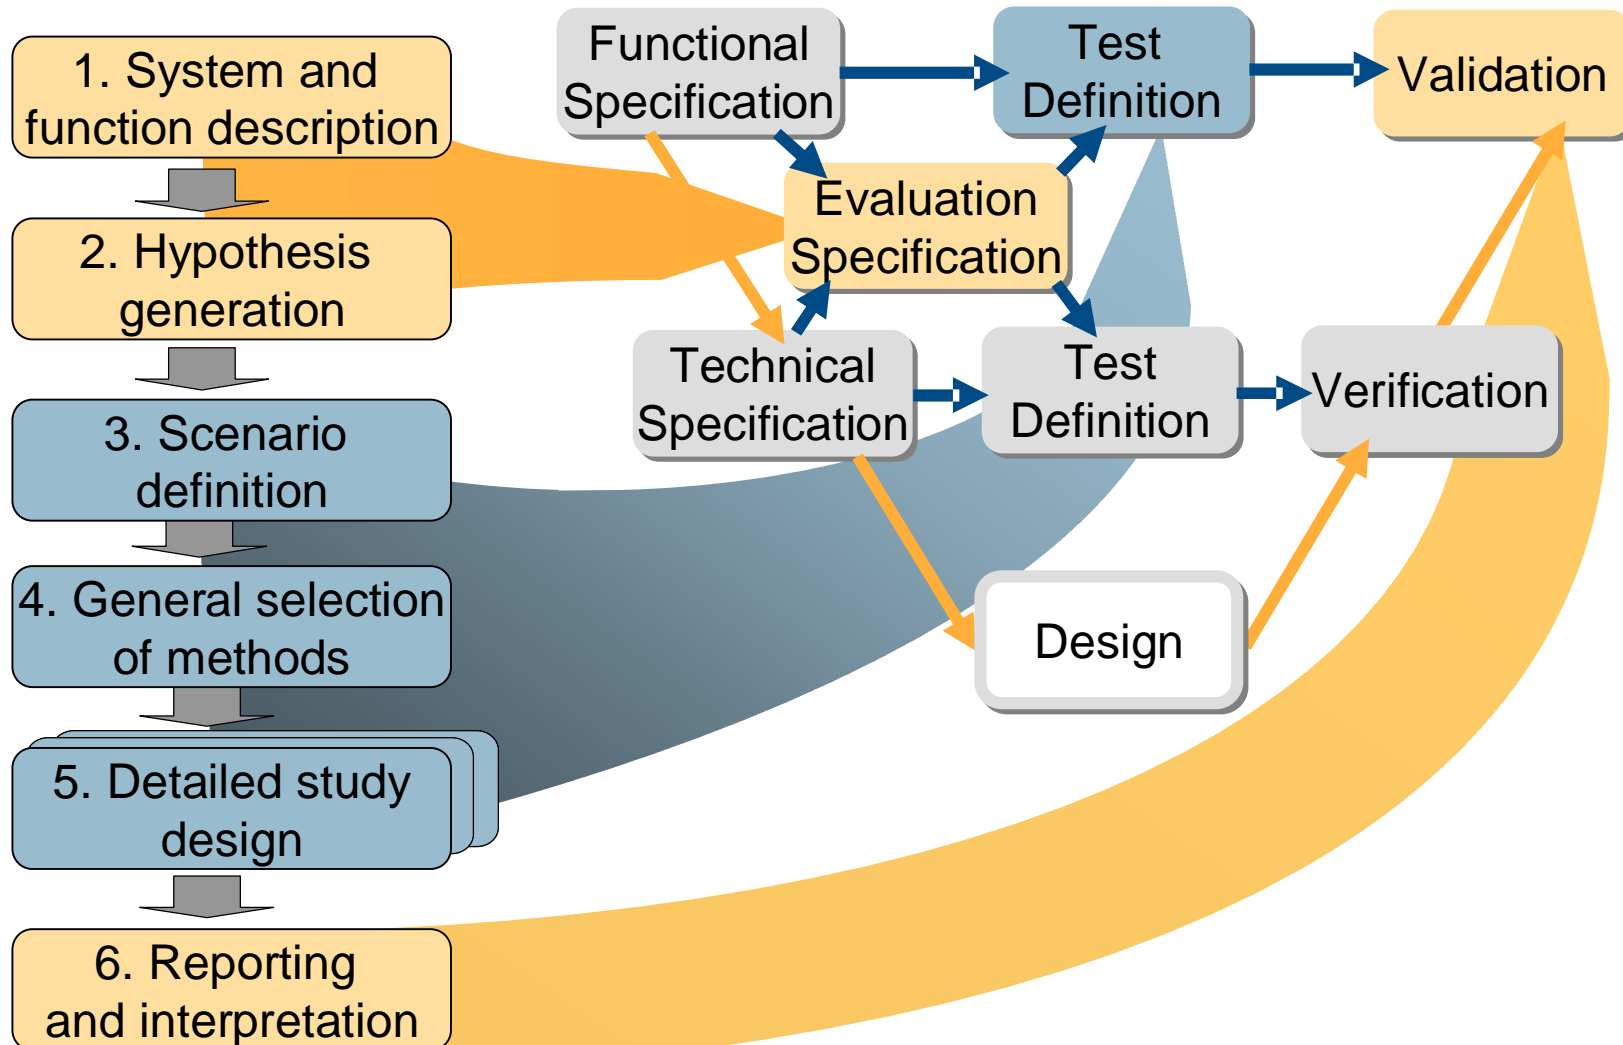 1. System and
function description
2. Hypothesis
generation
3. Scenario
definition
4. General selection
of methods
5. Detailed study
design
6. Reporting
and interpretation
Functional
Specification
Test
Definition
Validation
Evaluation
Specification
Technical
Specification
Test
Definition
Verification
Design